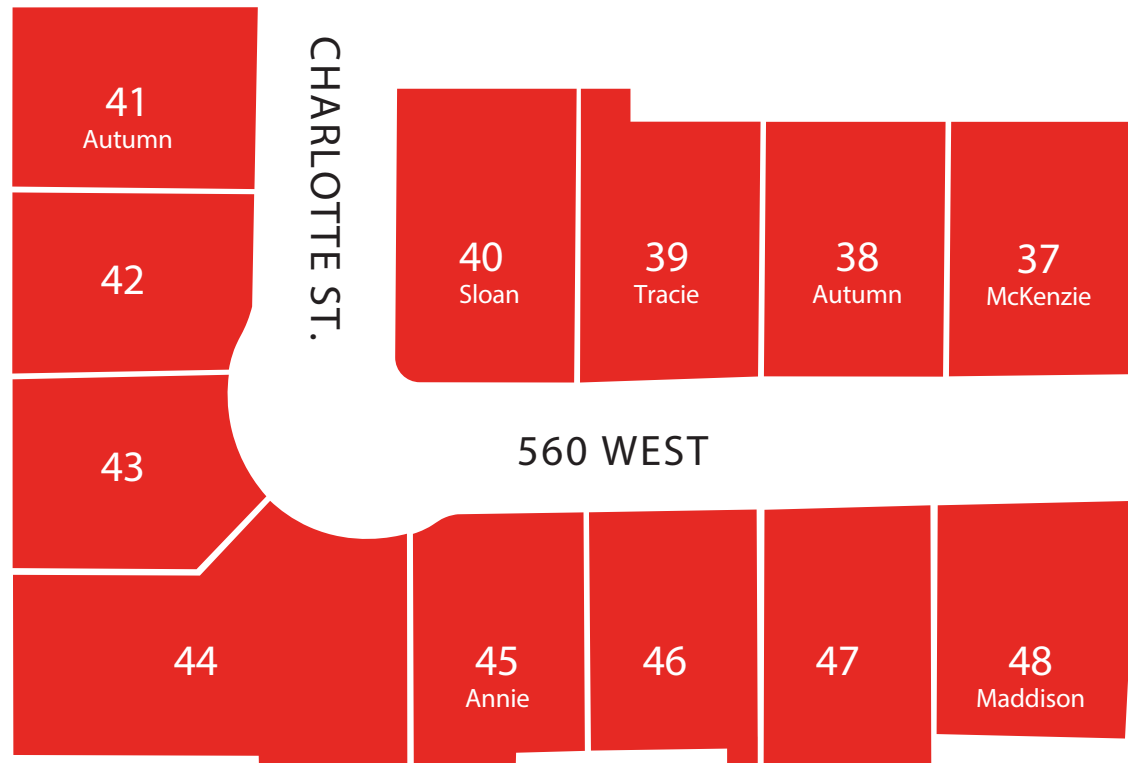 41
Autumn
CHARLOTTE ST.
42
40
Sloan
39
Tracie
38
Autumn
37
McKenzie
43
560 WEST
44
45
Annie
46
47
48
Maddison